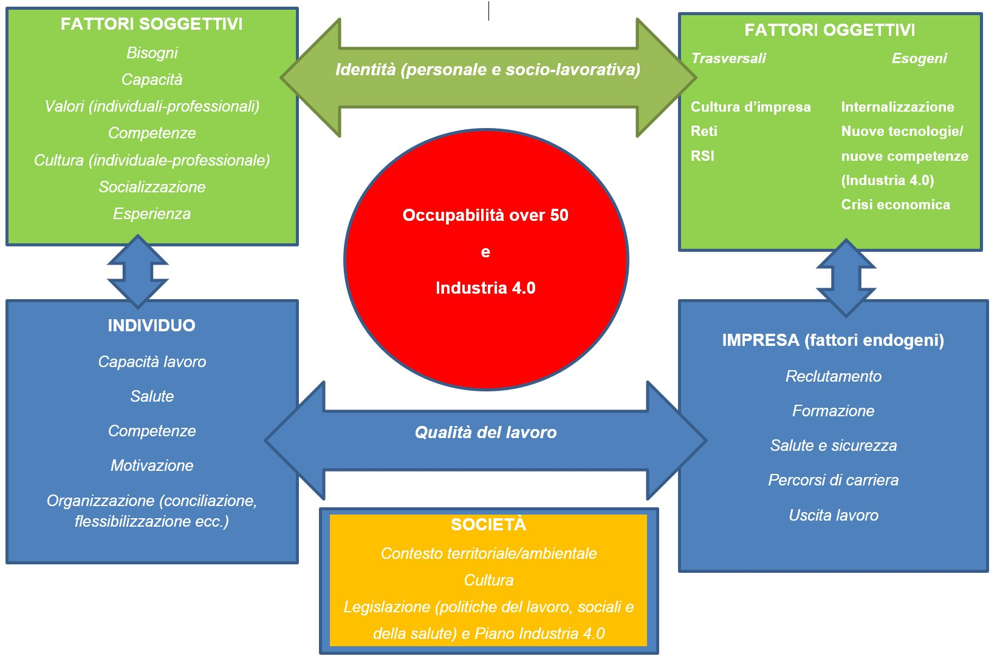 FATTORI SOGGETTIVI
Bisogni
Capacità
Valori (individuali-professionali)
Competenze
Cultura (individuale-professionale)
Socializzazione
Esperienza
Identità (personale e socio-lavorativa)
FATTORI OGGETTIVI
Trasversali
Esogeni
Cultura d’impresa
Reti
RSI
Internalizzazione
Nuove tecnologie/
nuove competenze
(Industria 4.0)
Crisi economica
Occupabilità over 50
e
Industria 4.0
INDIVIDUO
Capacità lavoro
Salute
Competenze
Motivazione
Organizzazione (conciliazione,
flessibilizzazione ecc.)
Qualità del lavoro
IMPRESA (fattori endogeni)
Reclutamento
Formazione
Salute e sicurezza
Percorsi di carriera
Uscita lavoro
SOCIETÀ
Contesto territoriale/ambientale
Cultura
Legislazione (politiche del lavoro, sociali e
della salute) e Piano Industria 4.0